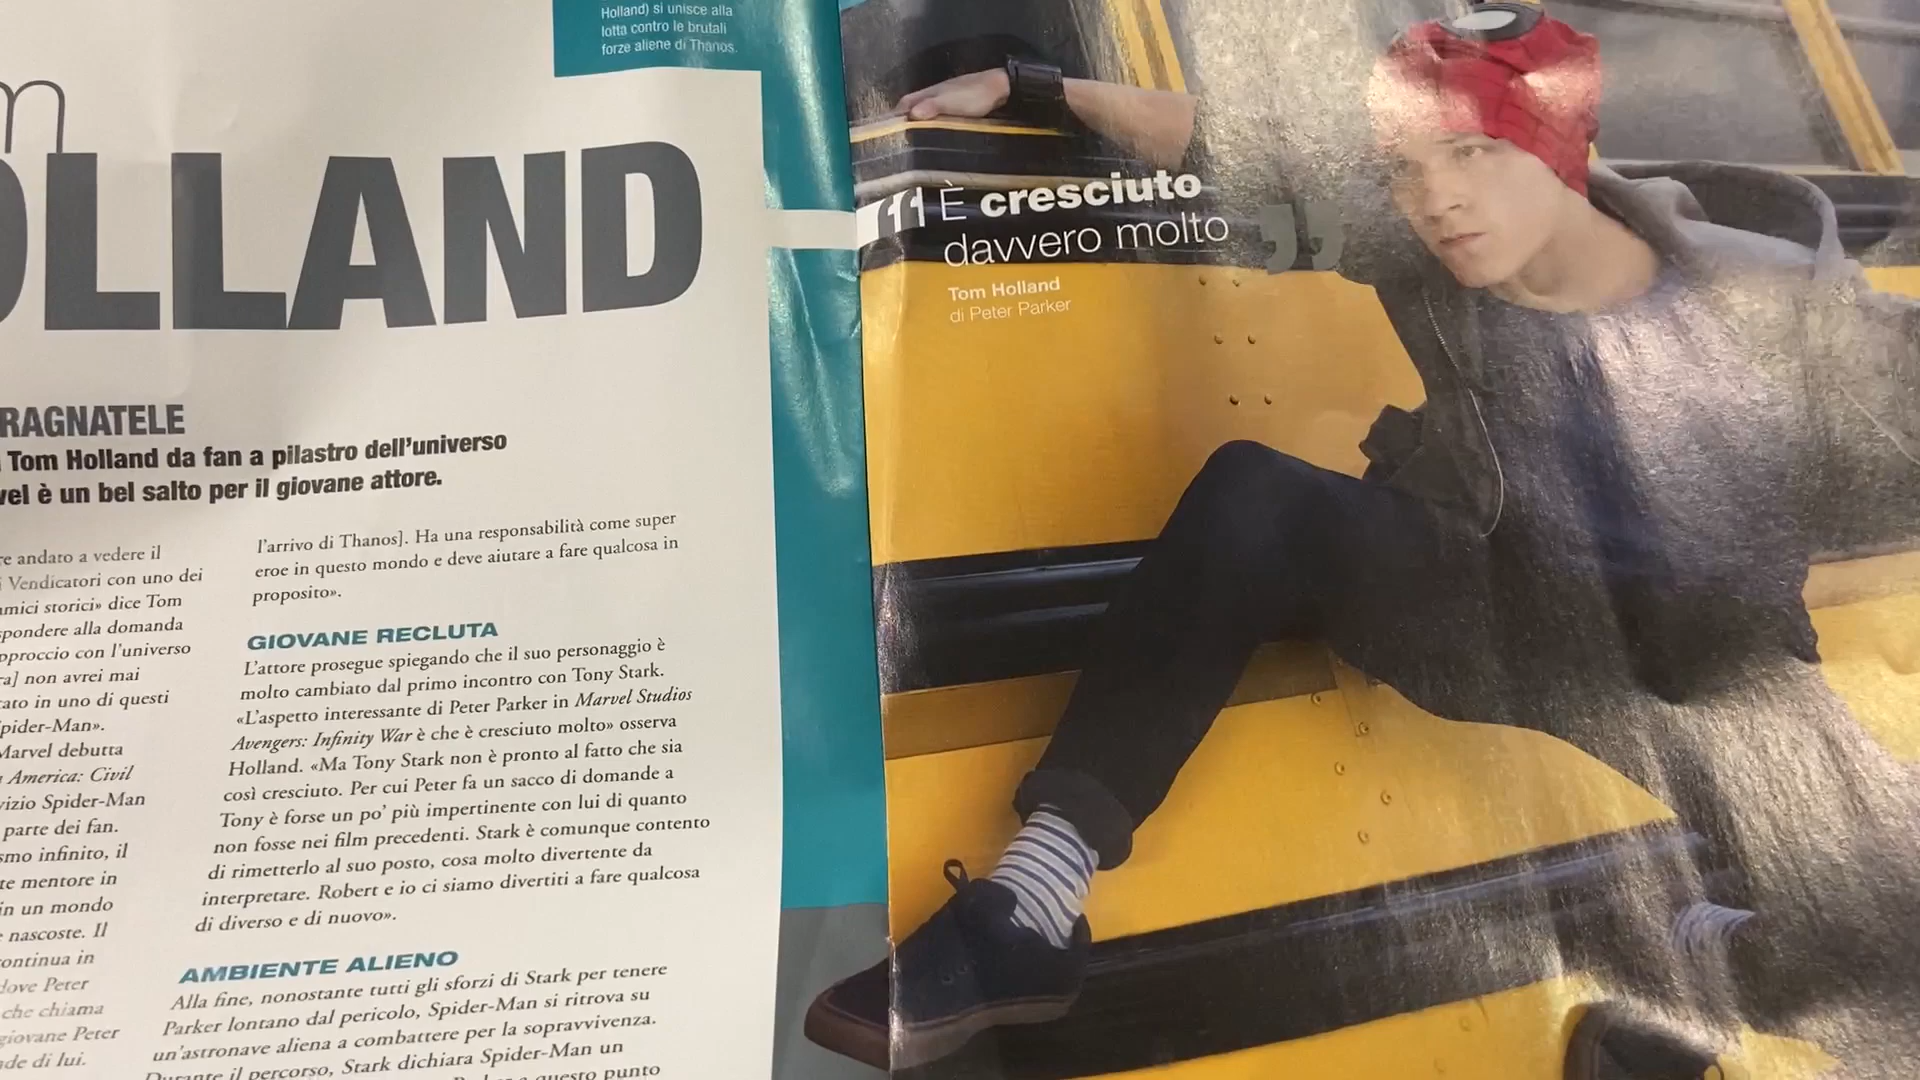 Holland) si unisce alla
lotta contro le brutali
forze aliene di Thanos.
OLLAND
RAGNATELE
Tom Holland da fan a pilastro dell'universo
vel è un bel salto per il giovane attore.
re andato a vedere il
i Vendicatori con uno dei
amici storici» dice Tom
spondere alla domanda
pproccio con l'universo
ra] non avrei mai
tato in uno di questi
Spider-Man».
Marvel debutta
America: Civil
vizio Spider-Man
parte dei fan.
smo infinito, il
te mentore in
in un mondo
nascoste. Il
continua in
dove Peter
che chiama
giovane Peter
de di lui.
l'arrivo di Thanos]. Ha una responsabilità come super
eroe in questo mondo e deve aiutare a fare qualcosa in
proposito».
GIOVANE RECLUTA
L'attore prosegue spiegando che il suo personaggio è
molto cambiato dal primo incontro con Tony Stark.
«L'aspetto interessante di Peter Parker in Marvel Studios
Avengers: Infinity War è che è cresciuto molto» osserva
Holland. «Ma Tony Stark non è pronto al fatto che sia
così cresciuto. Per cui Peter fa un sacco di domande a
Tony è forse un po' più impertinente con lui di quanto
non fosse nei film precedenti. Stark è comunque contento
di rimetterlo al suo posto, cosa molto divertente da
interpretare. Robert e io ci siamo divertiti a fare qualcosa
di diverso e di nuovo».
AMBIENTE ALIENO
Alla fine, nonostante tutti gli sforzi di Stark per tenere
Parker lontano dal pericolo, Spider-Man si ritrova su
un'astronave aliena a combattere per la sopravvivenza.
Durante il percorso, Stark dichiara Spider-Man un
a questo punto
“È cresciuto
davvero molto”
Tom Holland
di Peter Parker